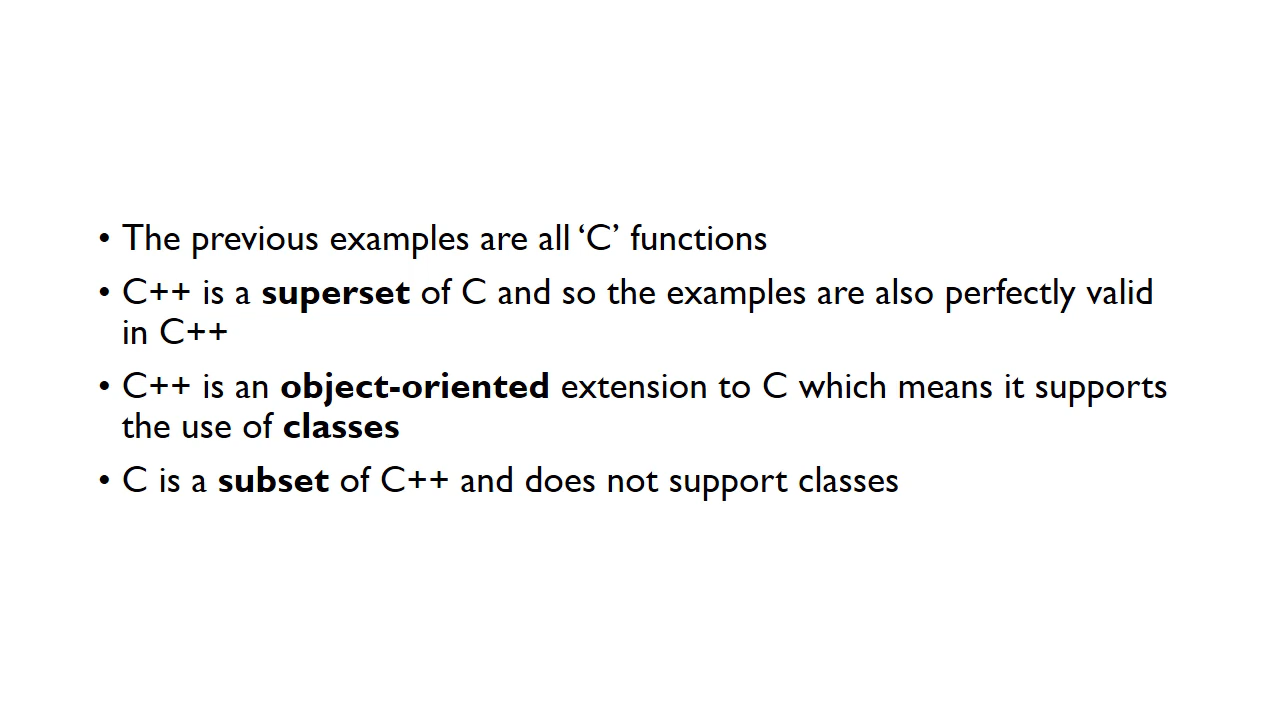 • The previous examples are all ‘C’ functions
• C++ is a superset of C and so the examples are also perfectly valid
in C++
• C++ is an object-oriented extension to C which means it supports
the use of classes
• C is a subset of C++ and does not support classes